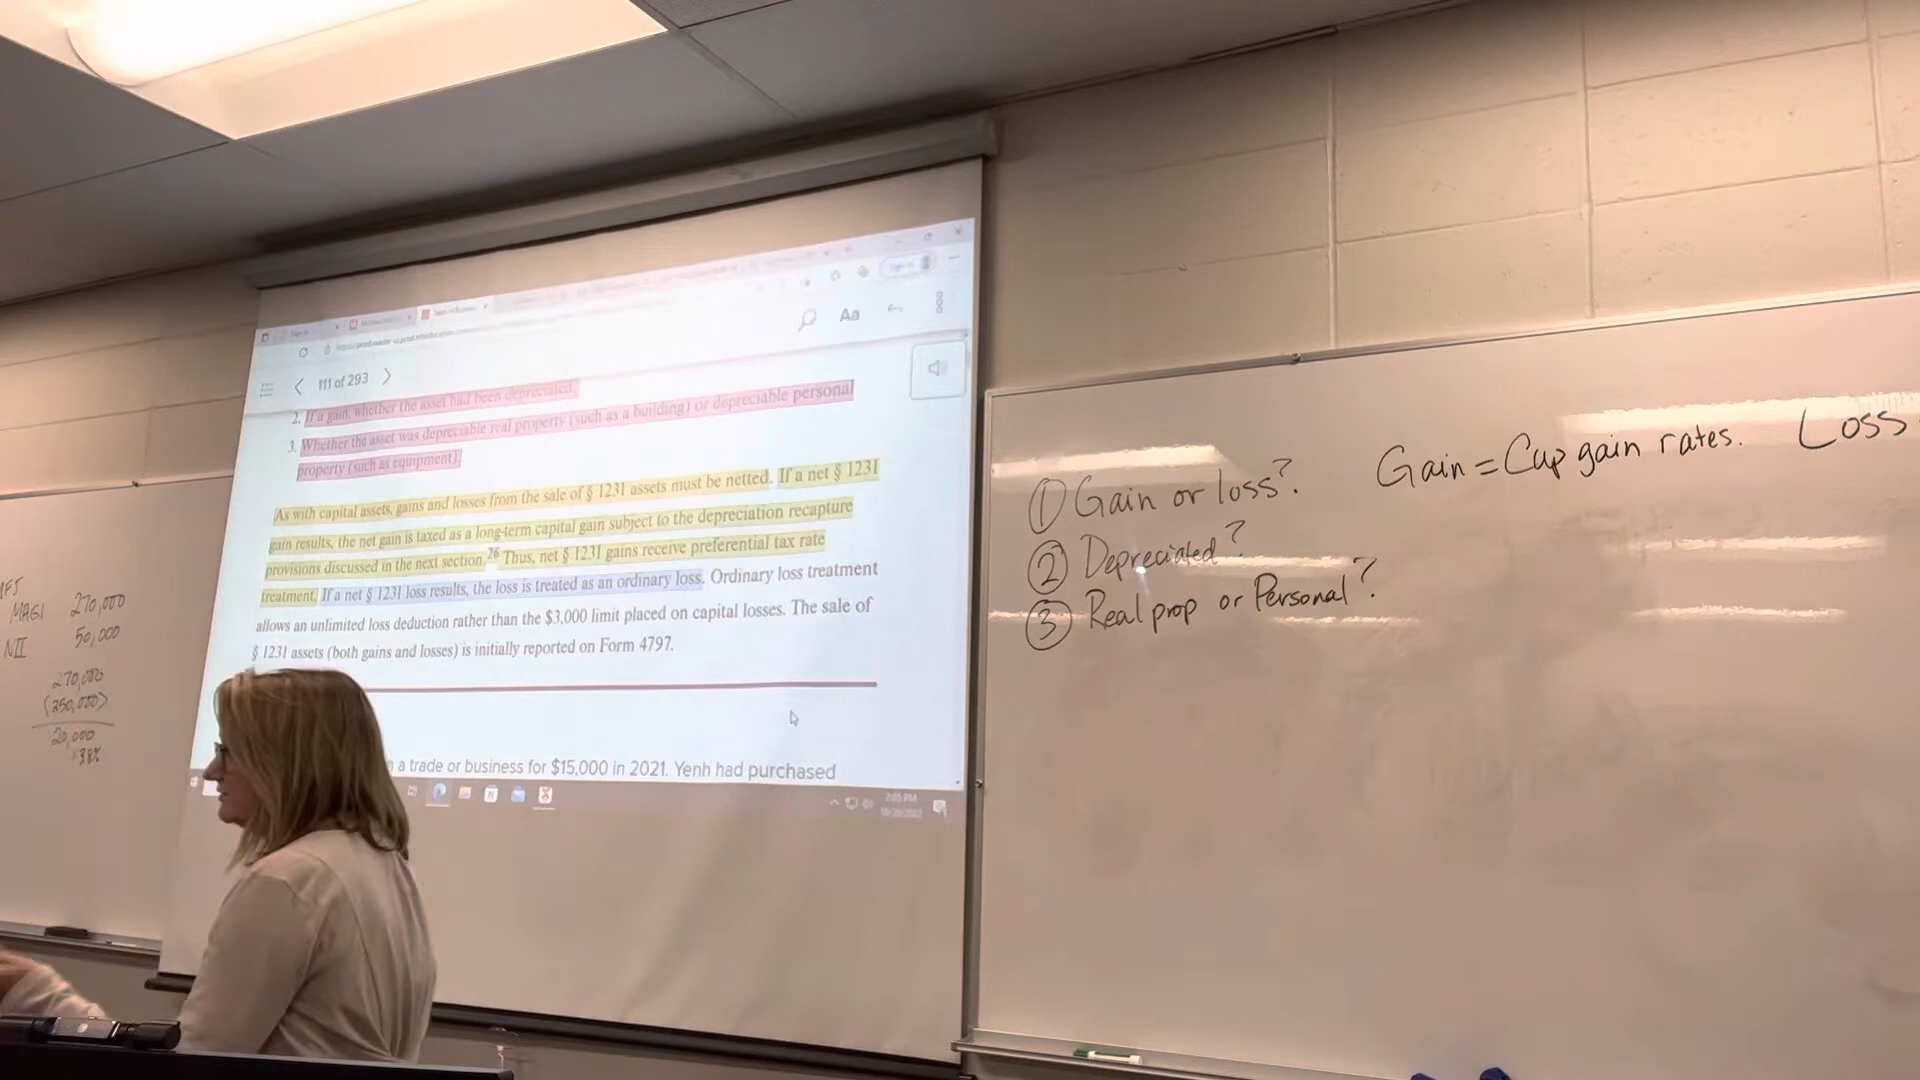 111 of 293
Aa
2. If a gain, whether the asset had been depreciated.
3. Whether the asset was depreciable real property (such as a building) or depreciable personal
property (such as equipment).
As with capital assets, gains and losses from the sale of § 1231 assets must be netted. If a net § 1231
gain results, the net gain is taxed as a long-term capital gain subject to the depreciation recapture
provisions discussed in the next section.26 Thus, net § 1231 gains receive preferential tax rate
treatment. If a net § 1231 loss results, the loss is treated as an ordinary loss. Ordinary loss treatment
allows an unlimited loss deduction rather than the $3,000 limit placed on capital losses. The sale of
§ 1231 assets (both gains and losses) is initially reported on Form 4797.
a trade or business for $15,000 in 2021. Yenh had purchased
MAGI 270,000
NII 50,000
270,000
(250,000)
20,000
① Gain or loss? Gain = Cap gain rates. Loss
② Depreciated?
③ Real prop or Personal?